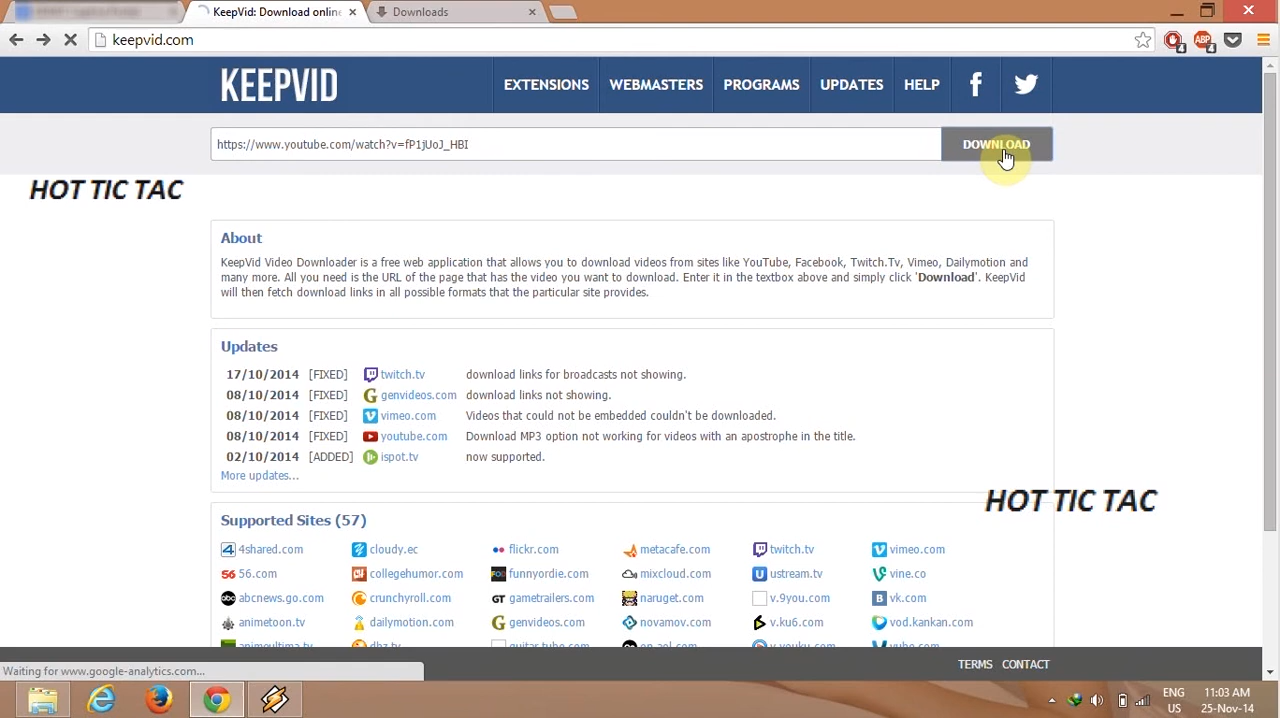 KeepVid: Download onlin
Downloads
keepvid.com
4
ABP
4
KEEPVID
EXTENSIONS
WEBMASTERS
PROGRAMS
UPDATES
HELP
https://www.youtube.com/watch?v=fP1jUoJ_HBI
DOWNLOAD
HOT TIC TAC
About
KeepVid Video Downloader is a free web application that allows you to download videos from sites like YouTube, Facebook, Twitch.Tv, Vimeo, Dailymotion and
many more. All you need is the URL of the page that has the video you want to download. Enter it in the textbox above and simply click 'Download'. KeepVid
will then fetch download links in all possible formats that the particular site provides.
Updates
17/10/2014 [FIXED] twitch.tv download links for broadcasts not showing.
08/10/2014 [FIXED] genvideos.com download links not showing.
08/10/2014 [FIXED] vimeo.com Videos that could not be embedded couldn't be downloaded.
08/10/2014 [FIXED] youtube.com Download MP3 option not working for videos with an apostrophe in the title.
02/10/2014 [ADDED] ispot.tv now supported.
More updates...
HOT TIC TAC
Supported Sites (57)
4shared.com cloudy.ec flickr.com metacafe.com twitch.tv vimeo.com
56.com collegehumor.com funnyordie.com mixcloud.com ustream.tv vine.co
abcnews.go.com crunchyroll.com gametrailers.com naruget.com v.9you.com vk.com
animetoon.tv dailymotion.com genvideos.com novamov.com v.ku6.com vod.kankan.com
TERMS CONTACT
Waiting for www.google-analytics.com...
ENG
US
11:03 AM
25-Nov-14